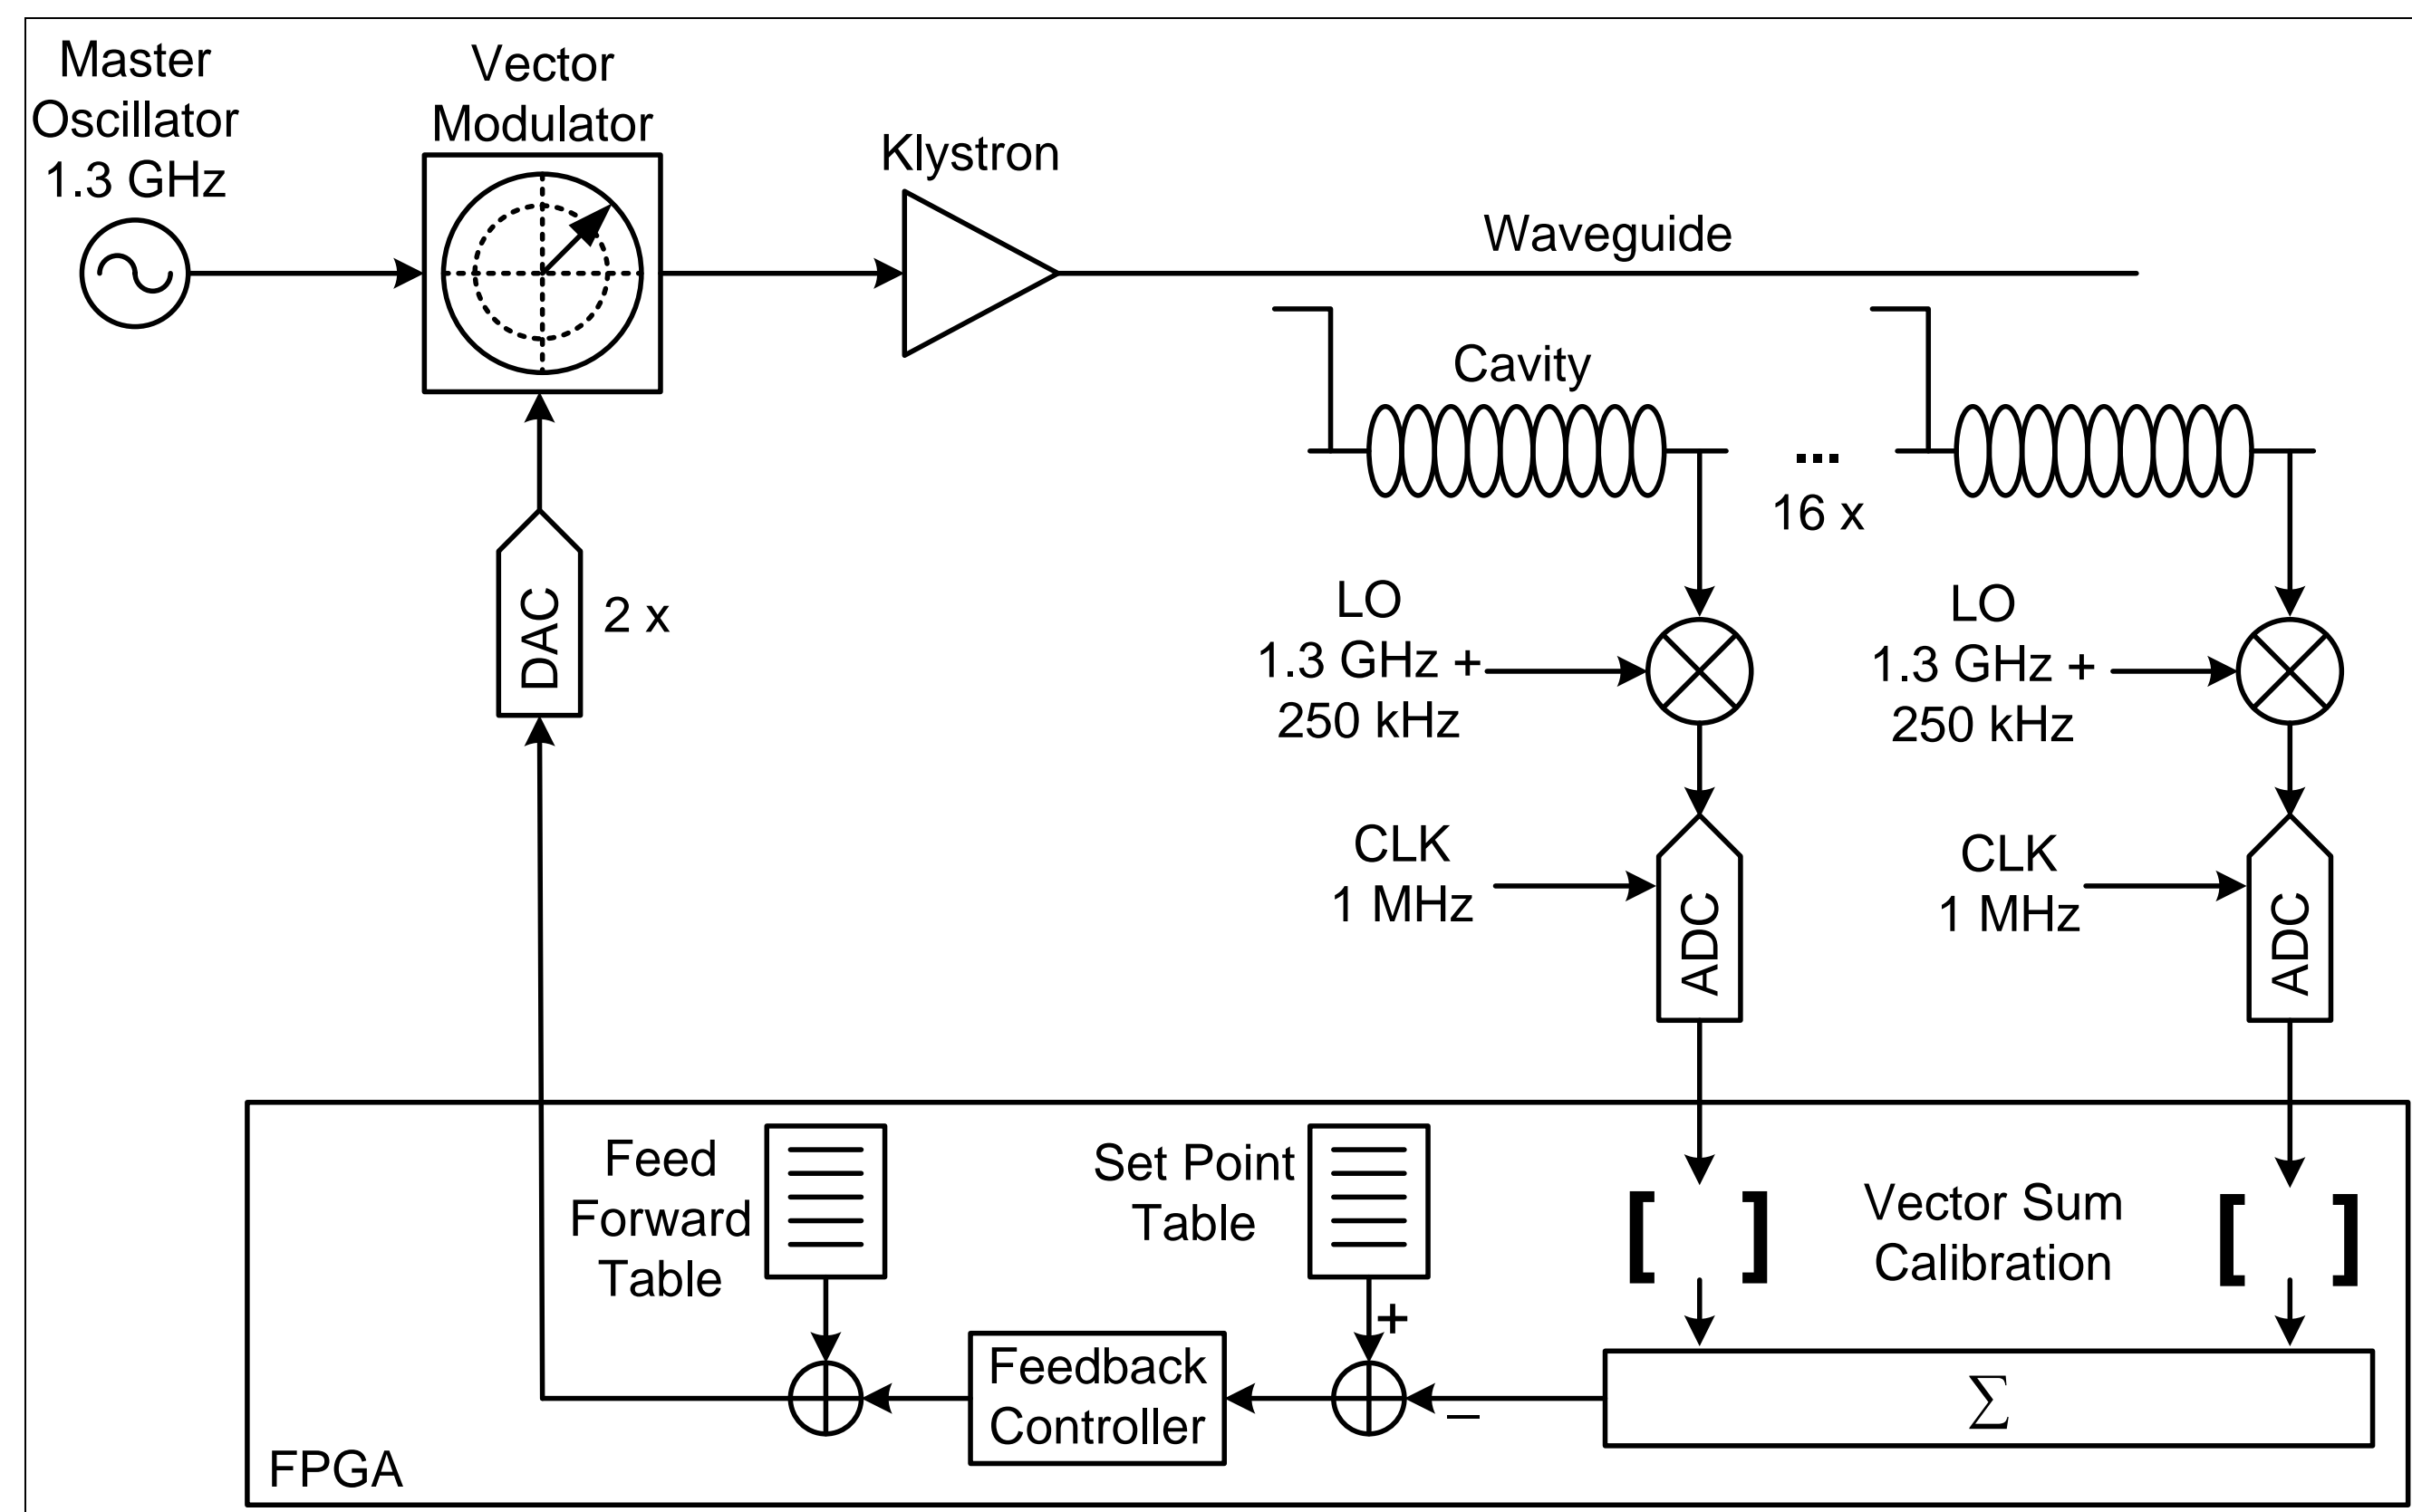 Master
Oscillator
1.3 GHz
Vector
Modulator
Klystron
Waveguide
Cavity
...
16 x
DAC
2 x
LO
1.3 GHz +
250 kHz
LO
1.3 GHz +
250 kHz
CLK
1 MHz
ADC
CLK
1 MHz
ADC
Feed
Forward
Table
Set Point
Table
+
[ ]
Vector Sum
Calibration
[ ]
Feedback
Controller
–
∑
FPGA